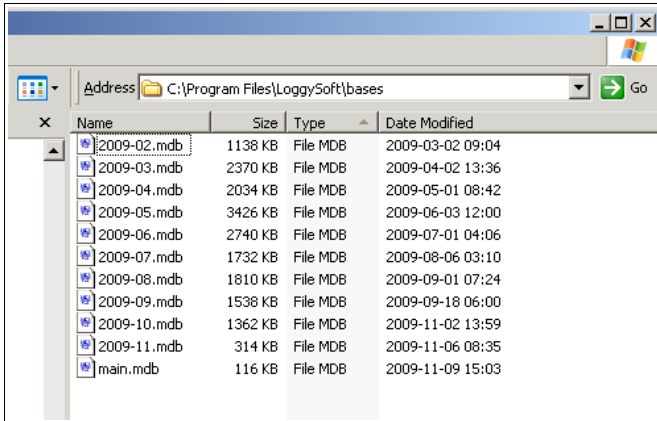 Address C:\Program Files\LoggySoft\bases Go
Name Size Type Date Modified
2009-02.mdb 1138 KB File MDB 2009-03-02 09:04
2009-03.mdb 2370 KB File MDB 2009-04-02 13:36
2009-04.mdb 2034 KB File MDB 2009-05-01 08:42
2009-05.mdb 3426 KB File MDB 2009-06-03 12:00
2009-06.mdb 2740 KB File MDB 2009-07-01 04:06
2009-07.mdb 1732 KB File MDB 2009-08-06 03:10
2009-08.mdb 1810 KB File MDB 2009-09-01 07:24
2009-09.mdb 1538 KB File MDB 2009-09-18 06:00
2009-10.mdb 1362 KB File MDB 2009-11-02 13:59
2009-11.mdb 314 KB File MDB 2009-11-06 08:35
main.mdb 116 KB File MDB 2009-11-09 15:03